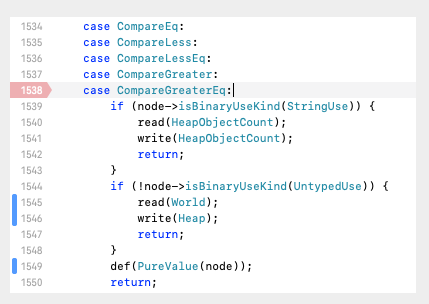 1534 case CompareEq:
1535 case CompareLess:
1536 case CompareLessEq:
1537 case CompareGreater:
1538 case CompareGreaterEq:
1539 if (node->isBinaryUseKind(StringUse)) {
1540 read(HeapObjectCount);
1541 write(HeapObjectCount);
1542 return;
1543 }
1544 if (!node->isBinaryUseKind(UntypedUse)) {
1545 read(World);
1546 write(Heap);
1547 return;
1548 }
1549 def(PureValue(node));
1550 return;